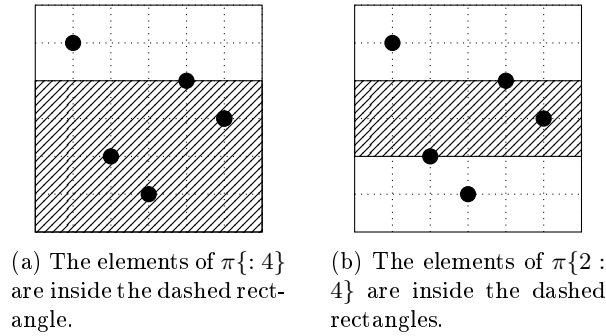 (a) The elements of π{: 4}
are inside the dashed rect-
angle.
(b) The elements of π{2 :
4} are inside the dashed
rectangles.